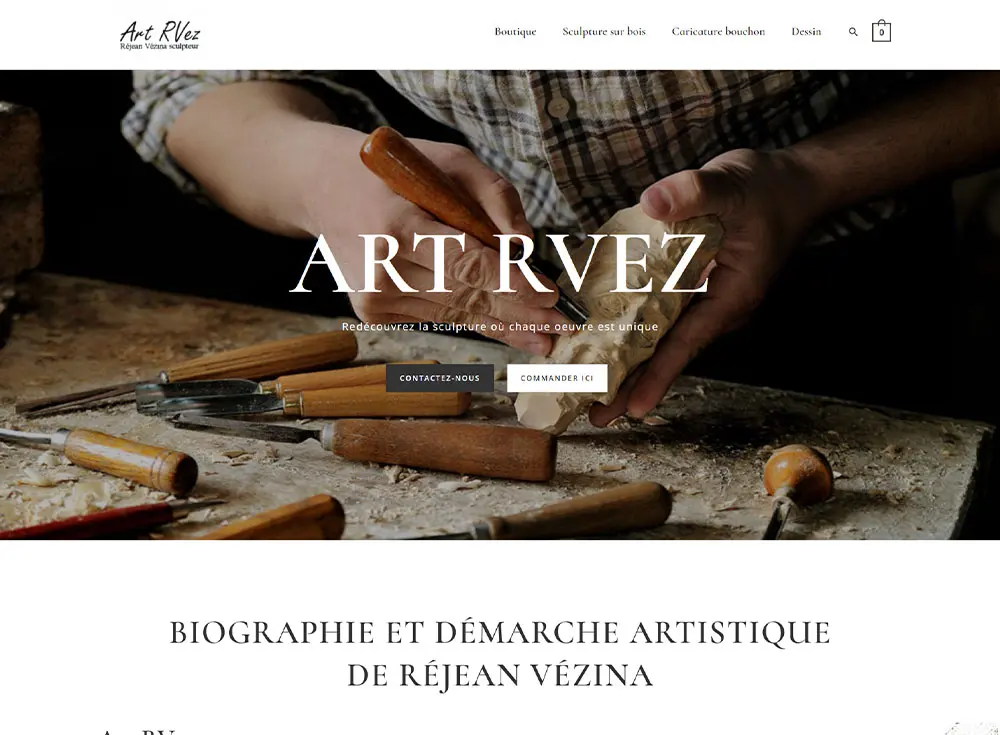 Art RVez
Réjean Vézina sculpteur
Boutique
Sculpture sur bois
Caricature bouchon
Dessin
0
ART RVEZ
Redécouvrez la sculpture où chaque oeuvre est unique
CONTACTEZ-NOUS
COMMANDER ICI
BIOGRAPHIE ET DÉMARCHE ARTISTIQUE
DE RÉJEAN VÉZINA